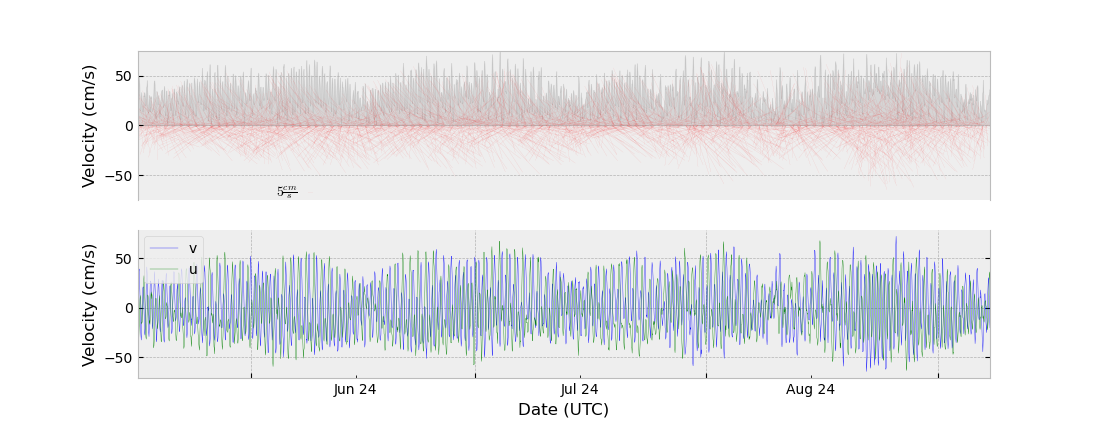 Velocity (cm/s)
50
0
−50
5 cm/s
Velocity (cm/s)
50
0
−50
v
u
Jun 24
Jul 24
Aug 24
Date (UTC)